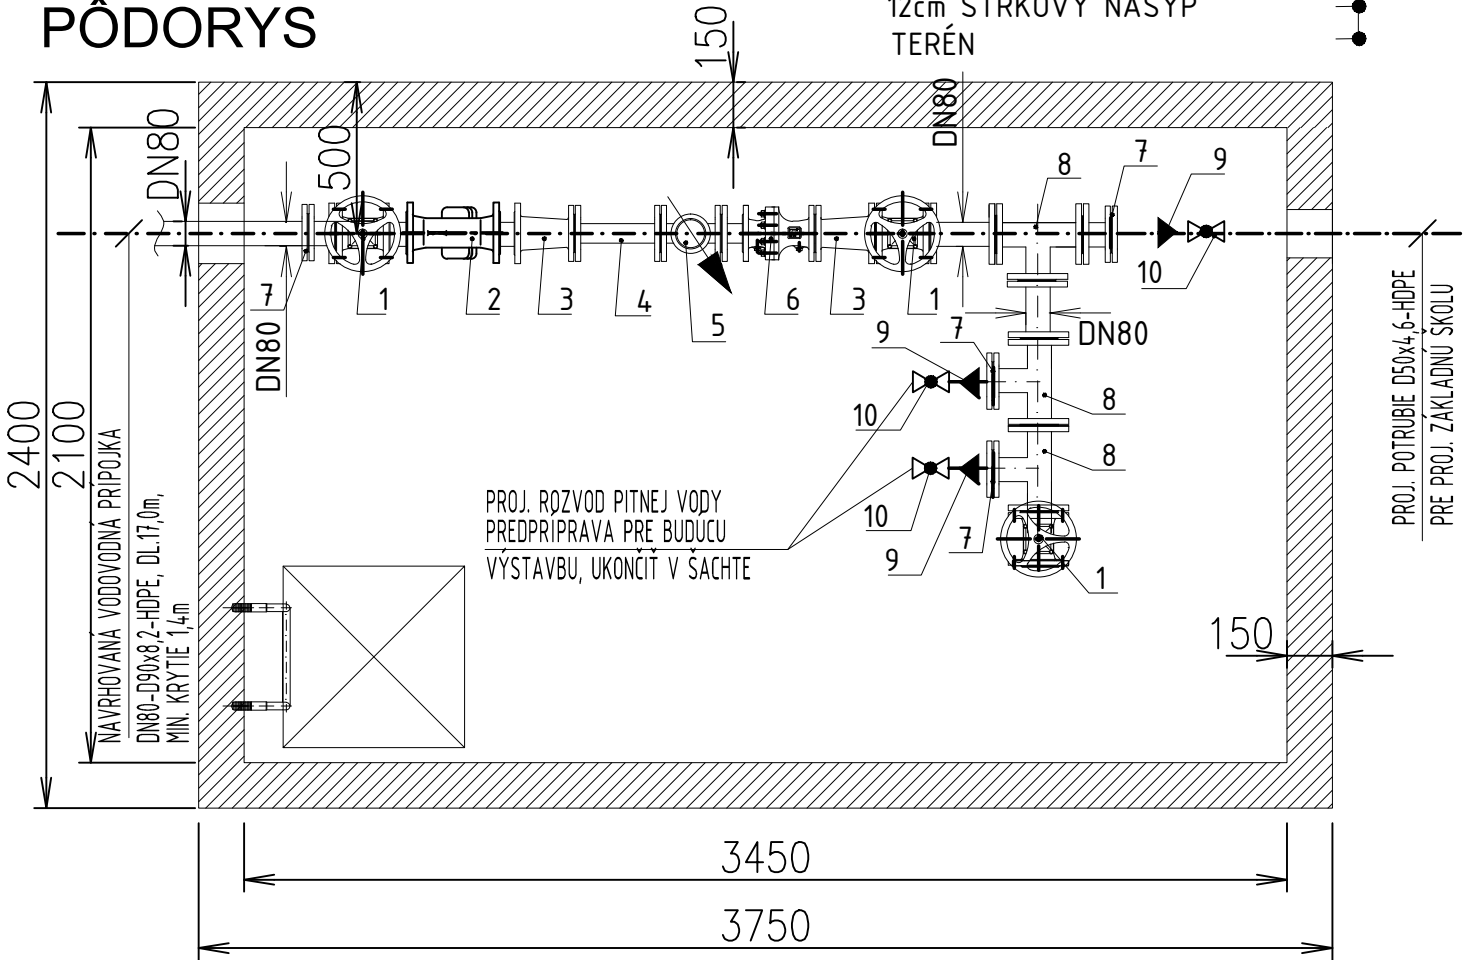 PÔDORYS
12cm ŠTRKOVÝ NÁSYP
TERÉN
150
DN80
500
DN80
7
8
9
10
7
1
2
3
4
5
6
3
1
DN80
DN80
9
7
10
8
8
10
9
7
1
2400
2100
NAVRHOVANÁ VODOVODNÁ PRÍPOJKA
DN80-D90x8,2-HDPE, DL.17,0m,
MIN. KRYTIE 1,4m
PROJ. ROZVOD PITNEJ VODY
PREDPRÍPRAVA PRE BUDÚCU
VÝSTAVBU, UKONČIŤ V ŠACHTE
PROJ. POTRUBIE D50x4,6-HDPE
PRE PROJ. ZÁKLADNÚ ŠKOLU
150
3450
3750